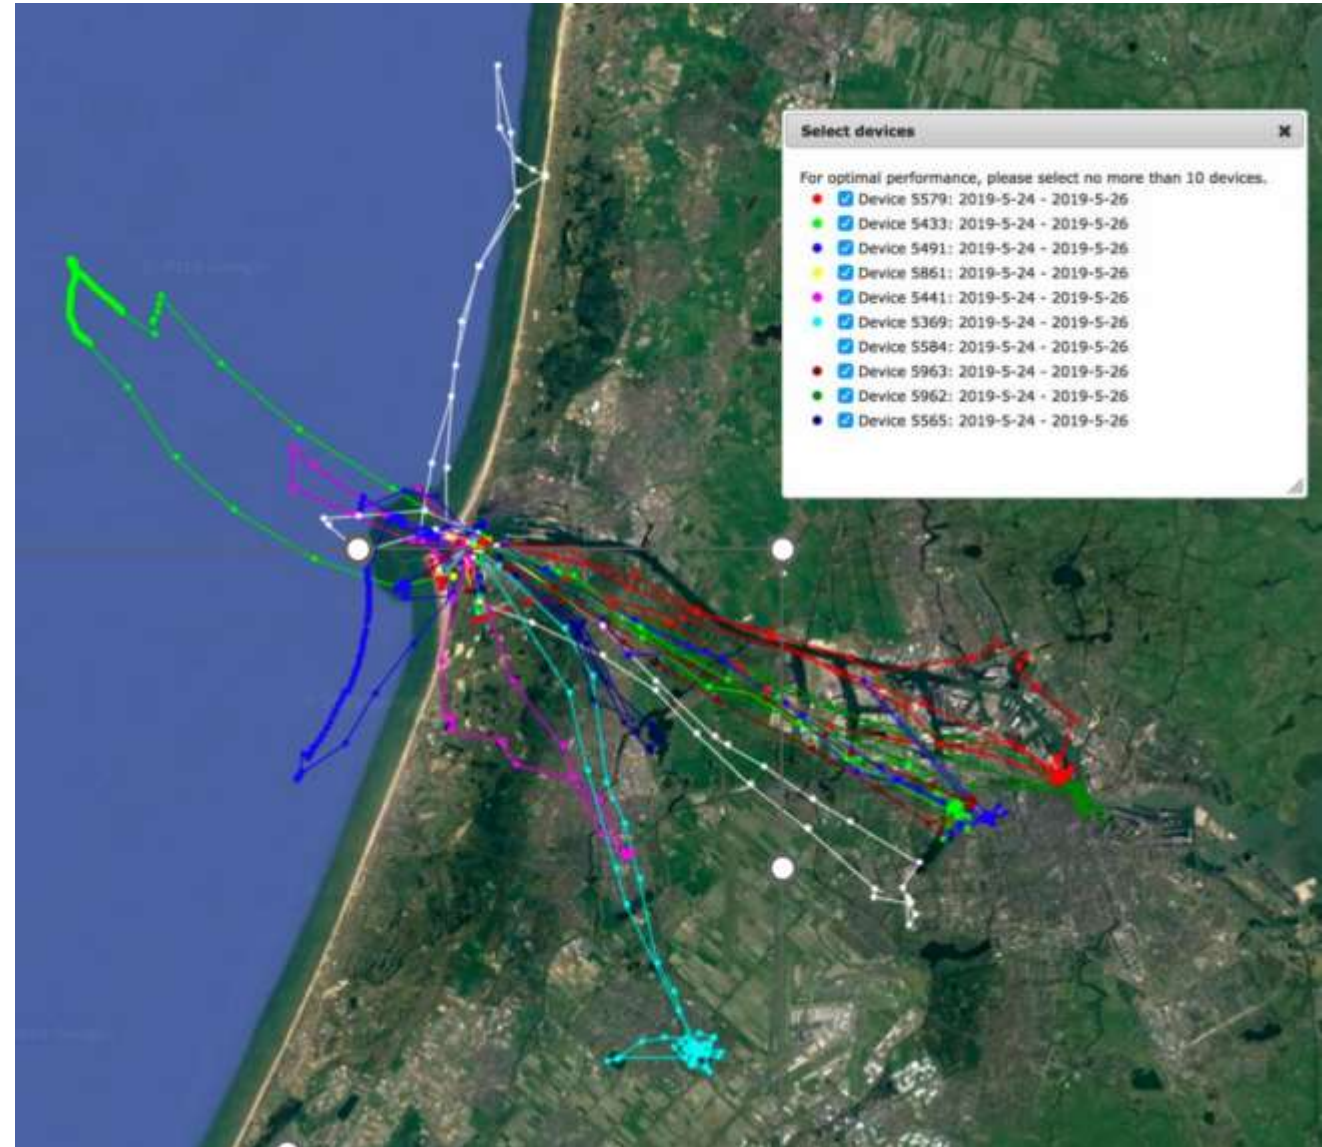 Select devices
For optimal performance, please select no more than 10 devices.
Device 5579: 2019-5-24 - 2019-5-26
Device 5433: 2019-5-24 - 2019-5-26
Device 5491: 2019-5-24 - 2019-5-26
Device 5861: 2019-5-24 - 2019-5-26
Device 5441: 2019-5-24 - 2019-5-26
Device 5369: 2019-5-24 - 2019-5-26
Device 5584: 2019-5-24 - 2019-5-26
Device 5963: 2019-5-24 - 2019-5-26
Device 5962: 2019-5-24 - 2019-5-26
Device 5565: 2019-5-24 - 2019-5-26